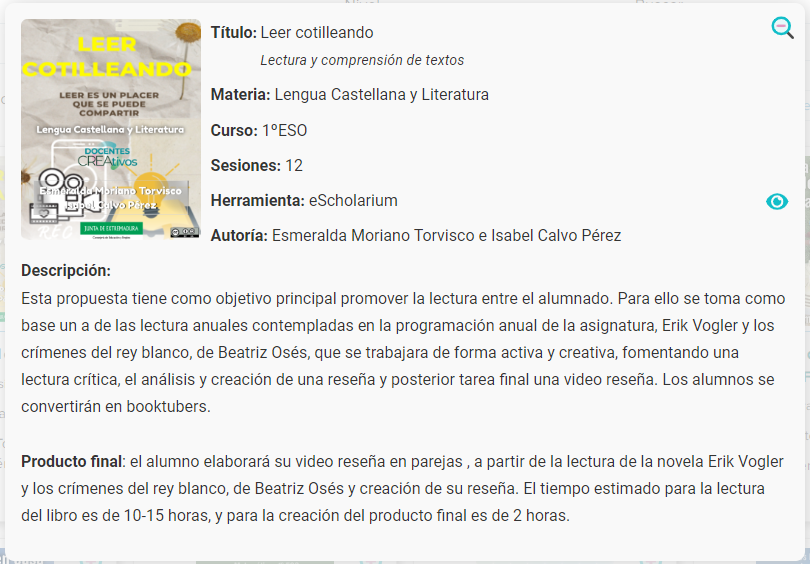 LEER
COTILLEANDO
LEER ES UN PLACER
QUE SE PUEDE
COMPARTIR
Lengua Castellana y Literatura
DOCENTES
CREAtivos
Esmeralda Moriano Torvisco
Isabel Calvo Pérez
JUNTA DE EXTREMADURA
Título: Leer cotilleando
Lectura y comprensión de textos
Materia: Lengua Castellana y Literatura
Curso: 1ºESO
Sesiones: 12
Herramienta: eScholarium
Autoría: Esmeralda Moriano Torvisco e Isabel Calvo Pérez
Descripción:
Esta propuesta tiene como objetivo principal promover la lectura entre el alumnado. Para ello se toma como
base un a de las lectura anuales contempladas en la programación anual de la asignatura, Erik Vogler y los
crímenes del rey blanco, de Beatriz Osés, que se trabajara de forma activa y creativa, fomentando una
lectura crítica, el análisis y creación de una reseña y posterior tarea final una video reseña. Los alumnos se
convertirán en booktubers.
Producto final: el alumno elaborará su video reseña en parejas , a partir de la lectura de la novela Erik Vogler
y los crímenes del rey blanco, de Beatriz Osés y creación de su reseña. El tiempo estimado para la lectura
del libro es de 10-15 horas, y para la creación del producto final es de 2 horas.